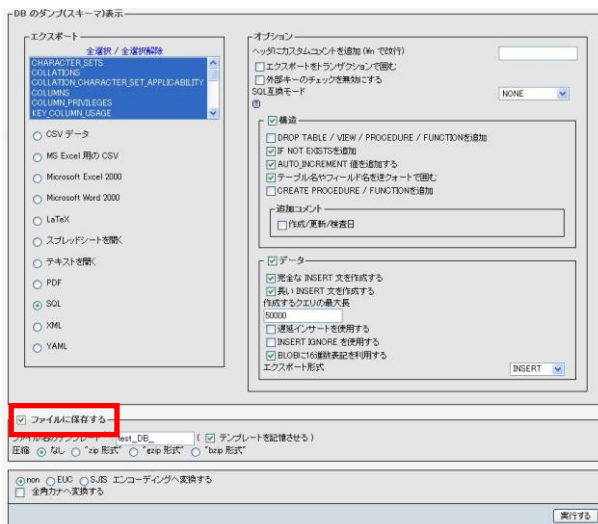 DB のダンプ(スキーマ)表示
エクスポート
全選択 / 全選択解除
CHARACTER_SETS
COLLATIONS
COLLATION_CHARACTER_SET_APPLICABILITY
COLUMNS
COLUMN_PRIVILEGES
KEY_COLUMN_USAGE
CSV データ
MS Excel 用の CSV
Microsoft Excel 2000
Microsoft Word 2000
LaTeX
スプレッドシートを開く
テキストを開く
PDF
SQL
XML
YAML
オプション
ヘッダにカスタムコメントを追加 (\n で改行)
エクスポートをトランザクションで囲む
外部キーのチェックを無効にする
SQL互換モード
NONE
構造
DROP TABLE / VIEW / PROCEDURE / FUNCTIONを追加
IF NOT EXISTSを追加
AUTO_INCREMENT 値を追加する
テーブル名やフィールド名を逆クォートで囲む
CREATE PROCEDURE / FUNCTIONを追加
追加コメント
作成/更新/検査日
データ
完全な INSERT 文を作成する
長い INSERT 文を作成する
作成するクエリの最大長
50000
遅延インサートを使用する
INSERT IGNORE を使用する
BLOBに16進数表記を利用する
エクスポート形式
INSERT
ファイルに保存する
ファイル名のテンプレート
test_DB_
( テンプレートを記憶させる )
圧縮 なし "zip 形式" "gzip 形式" "bzip 形式"
non EUC SJIS エンコーディングへ変換する
全角カナへ変換する
実行する